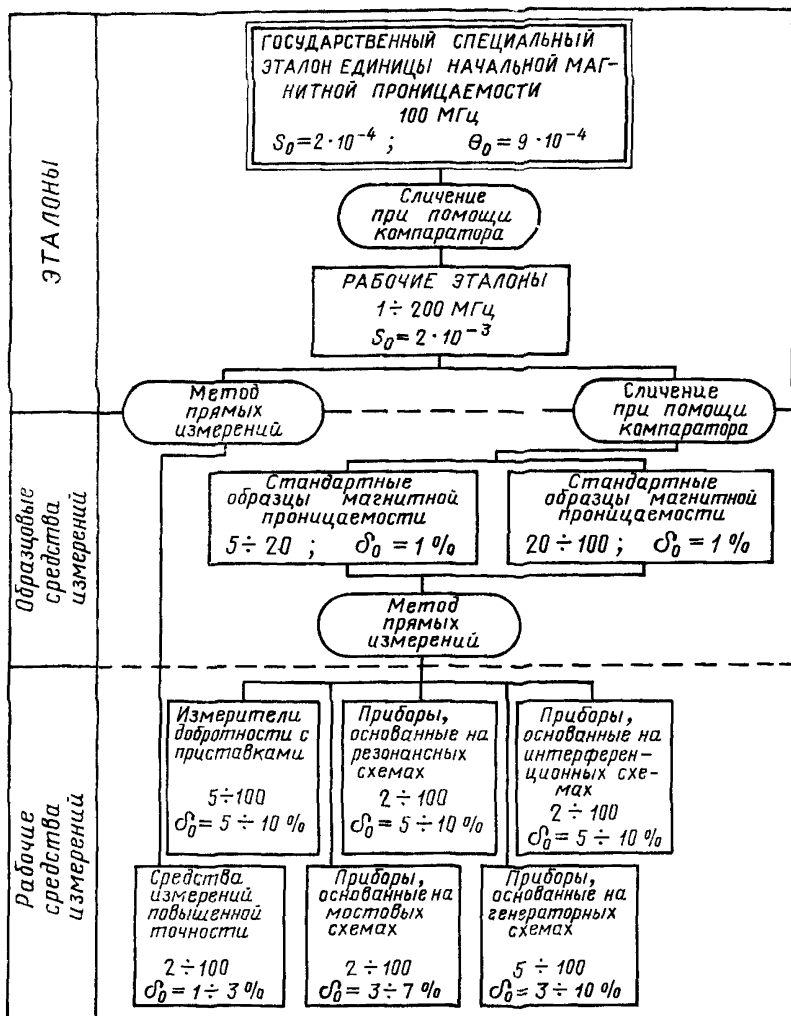 ЭТАЛОНЫ
ГОСУДАРСТВЕННЫЙ СПЕЦИАЛЬНЫЙ
ЭТАЛОН ЕДИНИЦЫ НАЧАЛЬНОЙ МАГ-
НИТНОЙ ПРОНИЦАЕМОСТИ
100 МГц
S₀=2·10⁻⁴ ; θ₀=9·10⁻⁴
Сличение
при помощи
компаратора
РАБОЧИЕ ЭТАЛОНЫ
1÷200 МГц
S₀=2·10⁻³
Метод
прямых
измерений
Сличение
при помощи
компаратора
Образцовые
средства
измерений
Стандартные
образцы магнитной
проницаемости
5÷20 ; δ₀=1%
Стандартные
образцы магнитной
проницаемости
20÷100 ; δ₀=1%
Метод
прямых
измерений
Рабочие
средства
измерений
Измерители
добротности с
приставками
5÷100
δ₀=5÷10%
Приборы,
основанные на
резонансных
схемах
2÷100
δ₀=5÷10%
Приборы,
основанные на
интерферен-
ционных схе-
мах
2÷100
δ₀=5÷10%
Средства
измерений
повышенной
точности
2÷100
δ₀=1÷3%
Приборы,
основанные на
мостовых
схемах
2÷100
δ₀=3÷7%
Приборы,
основанные на
генераторных
схемах
5÷100
δ₀=3÷10%